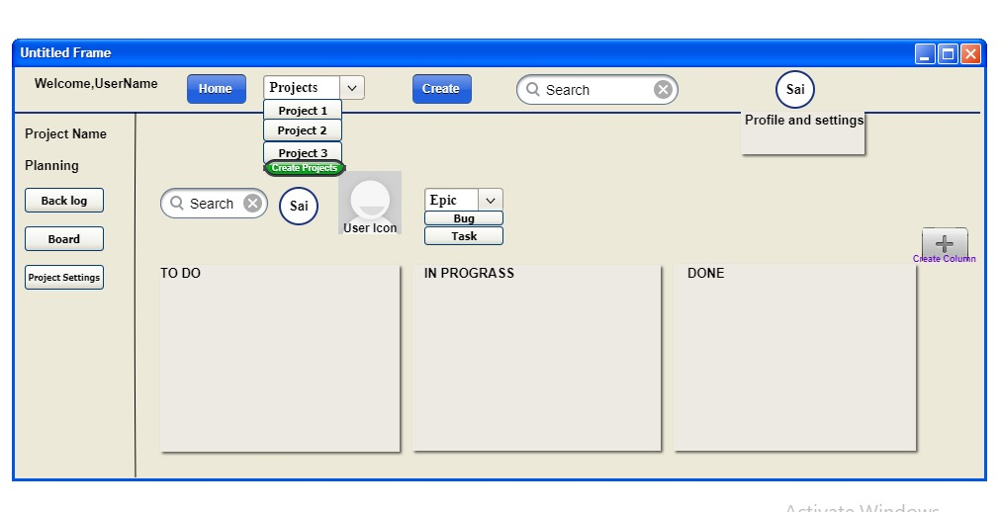 Untitled Frame
Welcome,UserName
Home
Projects
Create
Search
Sai
Project 1
Project 2
Project 3
Create Projects
Profile and settings
Project Name
Planning
Back log
Board
Project Settings
Search
Sai
User Icon
Epic
Bug
Task
Create Column
TO DO
IN PROGRASS
DONE
Activate Windows